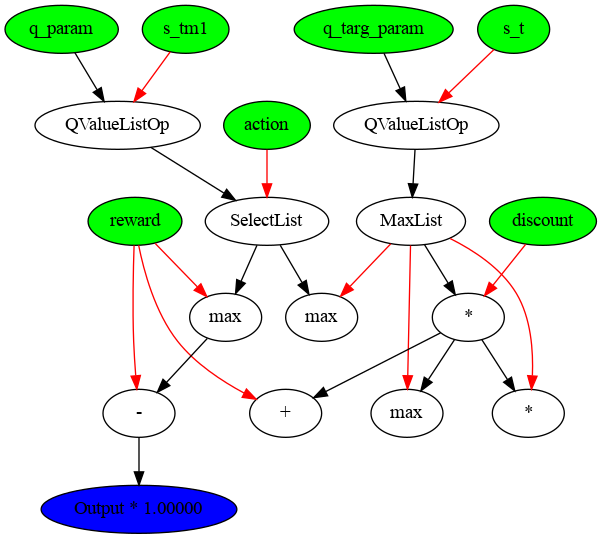 q_param
s_tm1
q_targ_param
s_t
QValueListOp
action
QValueListOp
reward
SelectList
MaxList
discount
max
max
*
-
+
max
*
Output * 1.00000